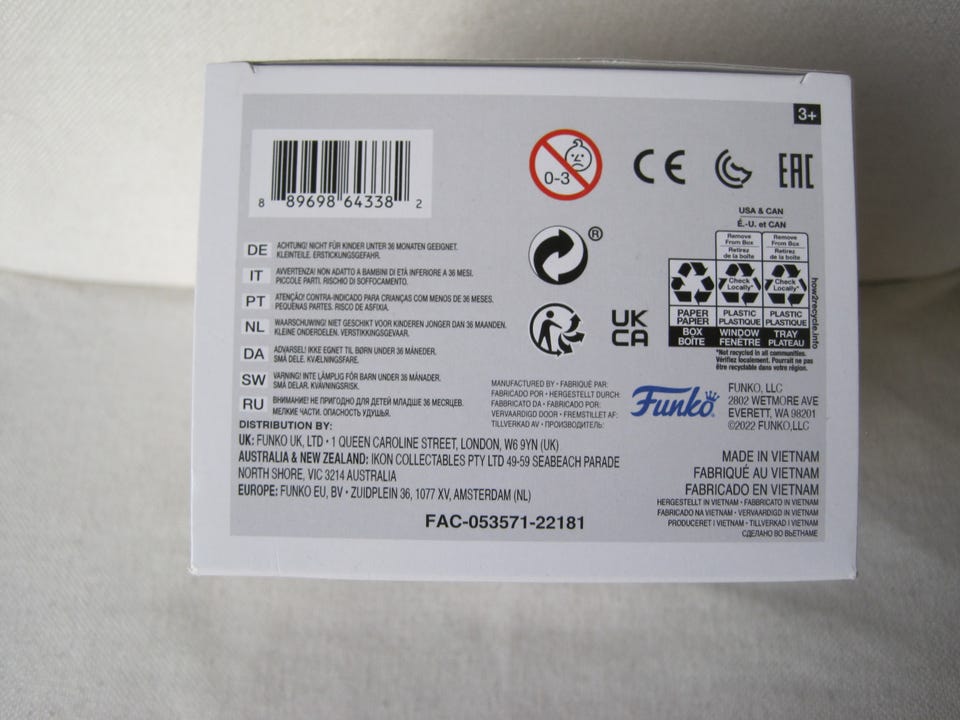 3+
8 89698 64338 2
0-3
CE
EAC
®
UK
CA
USA & CAN
É.-U. et CAN
Remove From Box
Retirez de la boîte
Remove From Box
Retirez de la boîte
Check Locally*
Check Locally*
PAPER
PAPIER
PLASTIC
PLASTIQUE
PLASTIC
PLASTIQUE
BOX
BOÎTE
WINDOW
FENÊTRE
TRAY
PLATEAU
how2recycle.info
*Not recycled in all communities.
Vérifiez localement. Pourrait ne pas
être recyclable dans votre région.
DE ACHTUNG! NICHT FÜR KINDER UNTER 36 MONATEN GEEIGNET.
KLEINTEILE. ERSTICKUNGSGEFAHR.
IT AVVERTENZA! NON ADATTO A BAMBINI DI ETÀ INFERIORE A 36 MESI.
PICCOLE PARTI. RISCHIO DI SOFFOCAMENTO.
PT ATENÇÃO! CONTRA-INDICADO PARA CRIANÇAS COM MENOS DE 36 MESES.
PEQUENAS PARTES. RISCO DE ASFIXIA.
NL WAARSCHUWING! NIET GESCHIKT VOOR KINDEREN JONGER DAN 36 MAANDEN.
KLEINE ONDERDELEN. VERSTIKKINGSGEVAAR.
DA ADVARSEL! IKKE EGNET TIL BØRN UNDER 36 MÅNEDER.
SMÅ DELE. KVÆLNINGSFARE.
SW VARNING! INTE LÄMPLIG FÖR BARN UNDER 36 MÅNADER.
SMÅ DELAR. KVÄVNINGSRISK.
RU ВНИМАНИЕ! НЕ ПРИГОДНО ДЛЯ ДЕТЕЙ МЛАДШЕ 36 МЕСЯЦЕВ.
МЕЛКИЕ ЧАСТИ. ОПАСНОСТЬ УДУШЬЯ.
MANUFACTURED BY • FABRIQUÉ PAR:
FABRICADO POR • HERGESTELLT DURCH:
FABBRICATO DA • FABRICADO POR:
VERVAARDIGD DOOR • FREMSTILLET AF:
TILLVERKAD AV • ПРОИЗВОДИТЕЛЬ:
Funko
FUNKO, LLC
2802 WETMORE AVE
EVERETT, WA 98201
©2022 FUNKO,LLC
DISTRIBUTION BY:
UK: FUNKO UK, LTD • 1 QUEEN CAROLINE STREET, LONDON, W6 9YN (UK)
AUSTRALIA & NEW ZEALAND: IKON COLLECTABLES PTY LTD 49-59 SEABEACH PARADE
NORTH SHORE, VIC 3214 AUSTRALIA
EUROPE: FUNKO EU, BV • ZUIDPLEIN 36, 1077 XV, AMSTERDAM (NL)
FAC-053571-22181
MADE IN VIETNAM
FABRIQUÉ AU VIETNAM
FABRICADO EN VIETNAM
HERGESTELLT IN VIETNAM • FABBRICATO IN VIETNAM
FABRICADO NA VIETNAM • VERVAARDIGD IN VIETNAM
PRODUCERET I VIETNAM • TILLVERKAD I VIETNAM
СДЕЛАНО ВО ВЬЕТНАМЕ